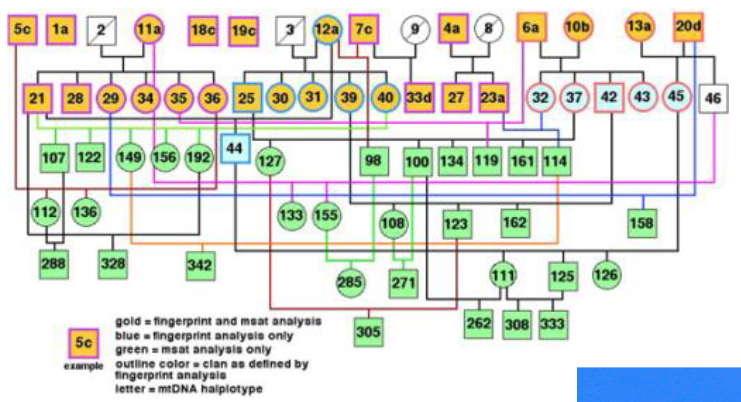 5c 1a 2 11a 18c 19c 3 12a 7c 9 4a 8 6a 10b 13a 20d
21 28 29 34 35 36 25 30 31 39 40 33d 27 23a 32 37 42 43 45 46
107 122 149 156 192 44 127 98 100 134 119 161 114
112 136 133 155 108 123 162 158
288 328 342 285 271 111 125 126
305 262 308 333
5c
example
gold = fingerprint and msat analysis
blue = fingerprint analysis only
green = msat analysis only
outline color = clan as defined by
fingerprint analysis
letter = mtDNA halplotype